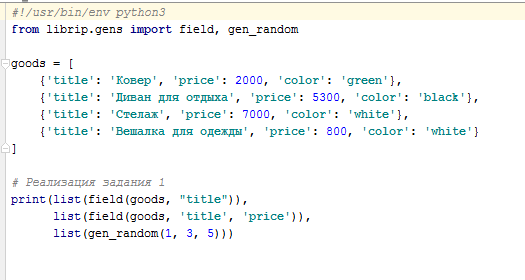 #!/usr/bin/env python3
from librip.gens import field, gen_random
goods = [
{'title': 'Ковер', 'price': 2000, 'color': 'green'},
{'title': 'Диван для отдыха', 'price': 5300, 'color': 'black'},
{'title': 'Стелаж', 'price': 7000, 'color': 'white'},
{'title': 'Вешалка для одежды', 'price': 800, 'color': 'white'}
]
# Реализация задания 1
print(list(field(goods, "title")),
list(field(goods, 'title', 'price')),
list(gen_random(1, 3, 5)))